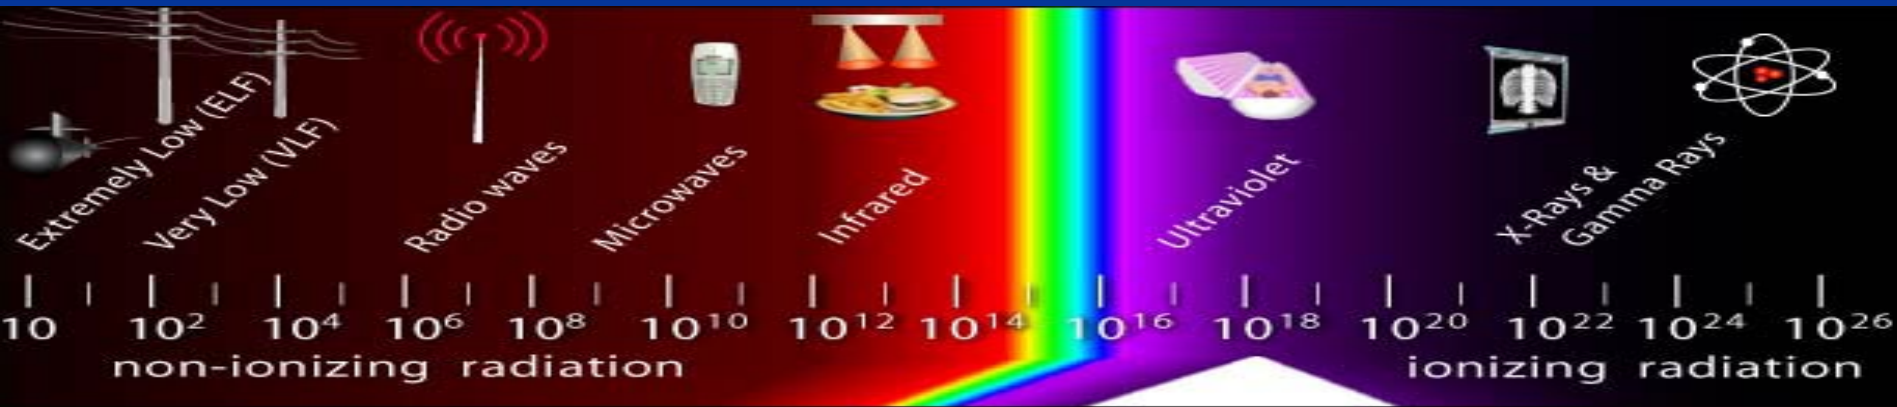 Extremely Low (ELF)
Very Low (VLF)
Radio waves
Microwaves
Infrared
Ultraviolet
X-Rays &
Gamma Rays
10 10² 10⁴ 10⁶ 10⁸ 10¹⁰ 10¹² 10¹⁴ 10¹⁶ 10¹⁸ 10²⁰ 10²² 10²⁴ 10²⁶
non-ionizing radiation ionizing radiation